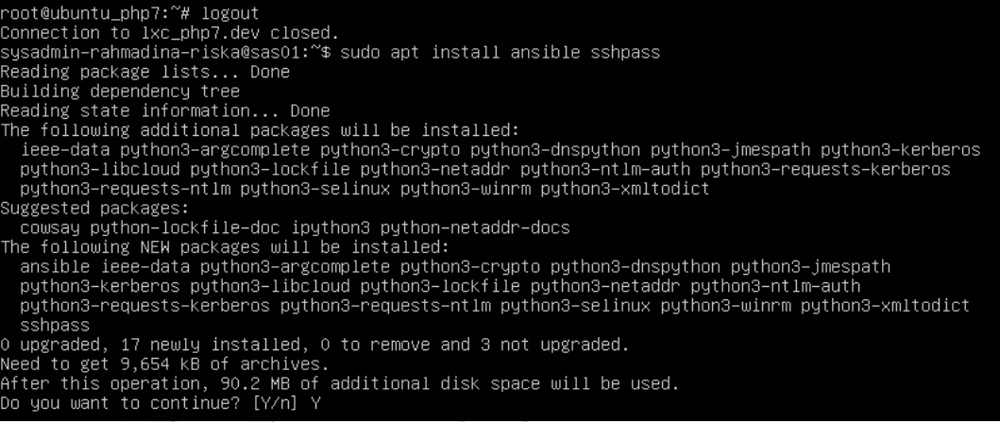 root@ubuntu_php7:~# logout
Connection to lxc_php7.dev closed.
sysadmin-rahmadina-riska@sas01:~$ sudo apt install ansible sshpass
Reading package lists... Done
Building dependency tree
Reading state information... Done
The following additional packages will be installed:
  ieee-data python3-argcomplete python3-crypto python3-dnspython python3-jmespath python3-kerberos
  python3-libcloud python3-lockfile python3-netaddr python3-ntlm-auth python3-requests-kerberos
  python3-requests-ntlm python3-selinux python3-winrm python3-xmltodict
Suggested packages:
  cowsay python-lockfile-doc ipython3 python-netaddr-docs
The following NEW packages will be installed:
  ansible ieee-data python3-argcomplete python3-crypto python3-dnspython python3-jmespath
  python3-kerberos python3-libcloud python3-lockfile python3-netaddr python3-ntlm-auth
  python3-requests-kerberos python3-requests-ntlm python3-selinux python3-winrm python3-xmltodict
  sshpass
0 upgraded, 17 newly installed, 0 to remove and 3 not upgraded.
Need to get 9,654 kB of archives.
After this operation, 90.2 MB of additional disk space will be used.
Do you want to continue? [Y/n] Y